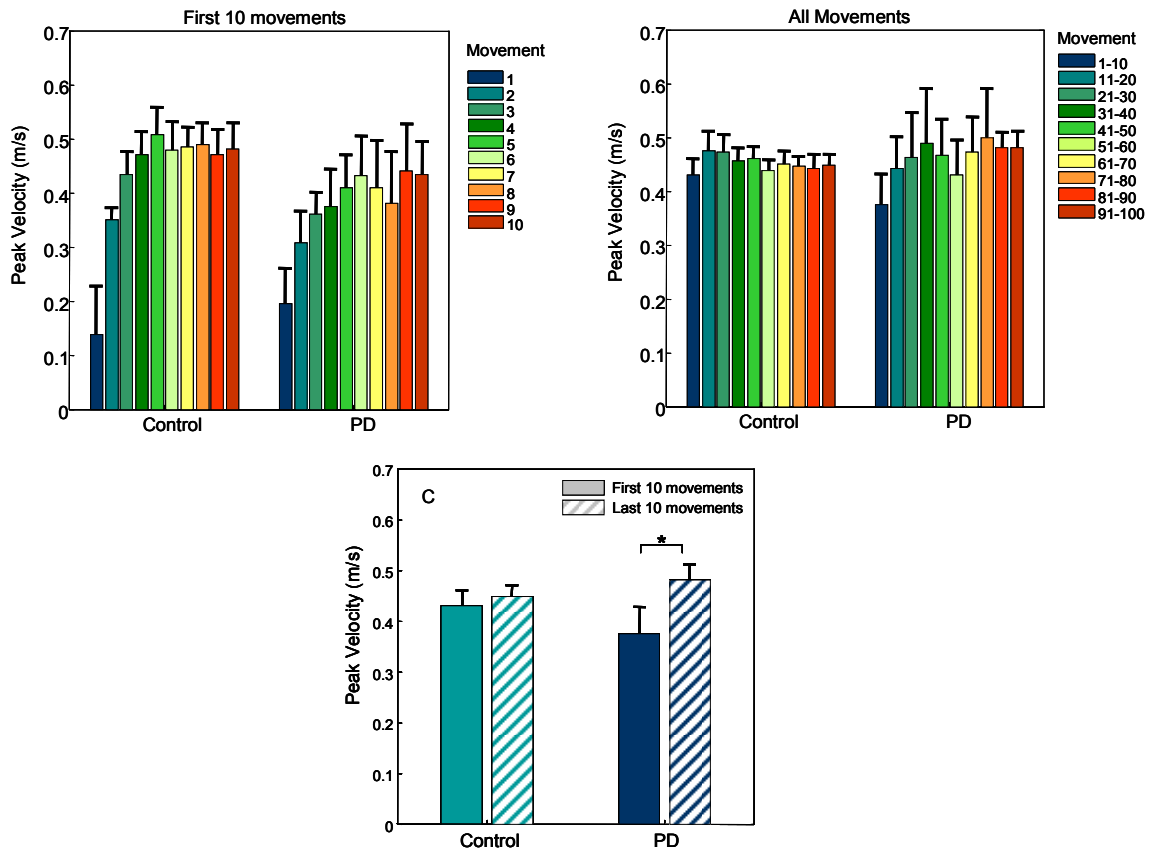 First 10 movements
Peak Velocity (m/s)
0.7
0.6
0.5
0.4
0.3
0.2
0.1
0
Control
PD
Movement
1
2
3
4
5
6
7
8
9
10
All Movements
Peak Velocity (m/s)
0.7
0.6
0.5
0.4
0.3
0.2
0.1
0
Control
PD
Movement
1-10
11-20
21-30
31-40
41-50
51-60
61-70
71-80
81-90
91-100
C
First 10 movements
Last 10 movements
*
Peak Velocity (m/s)
0.7
0.6
0.5
0.4
0.3
0.2
0.1
0
Control
PD